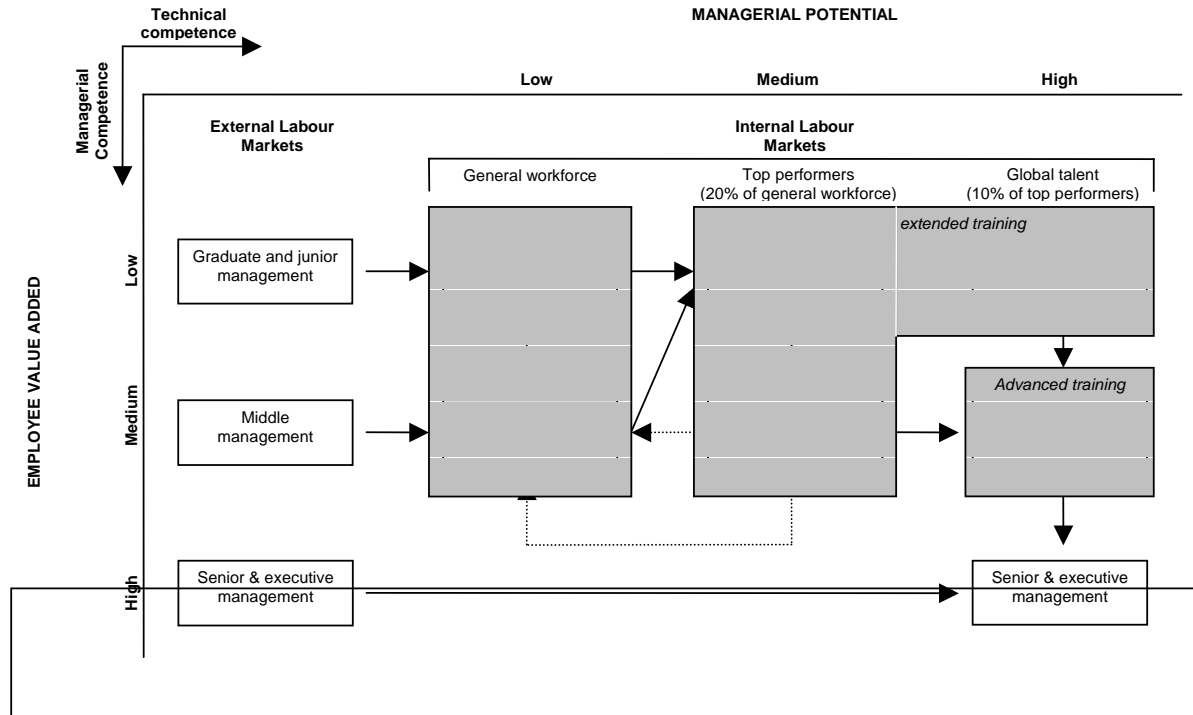 Technical
competence
MANAGERIAL POTENTIAL
Managerial
Competence
Low
Medium
High
External Labour
Markets
Internal Labour
Markets
General workforce
Top performers
(20% of general workforce)
Global talent
(10% of top performers)
extended training
EMPLOYEE VALUE ADDED
Low
Graduate and junior
management
Advanced training
Medium
Middle
management
High
Senior & executive
management
Senior & executive
management